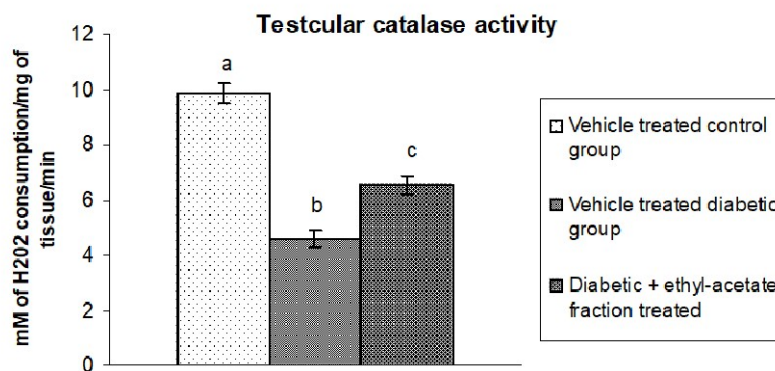 Testcular catalase activity
mM of H202 consumption/mg of
tissue/min
12
10
8
6
4
2
0
a
b
c
Vehicle treated control
group
Vehicle treated diabetic
group
Diabetic + ethyl-acetate
fraction treated